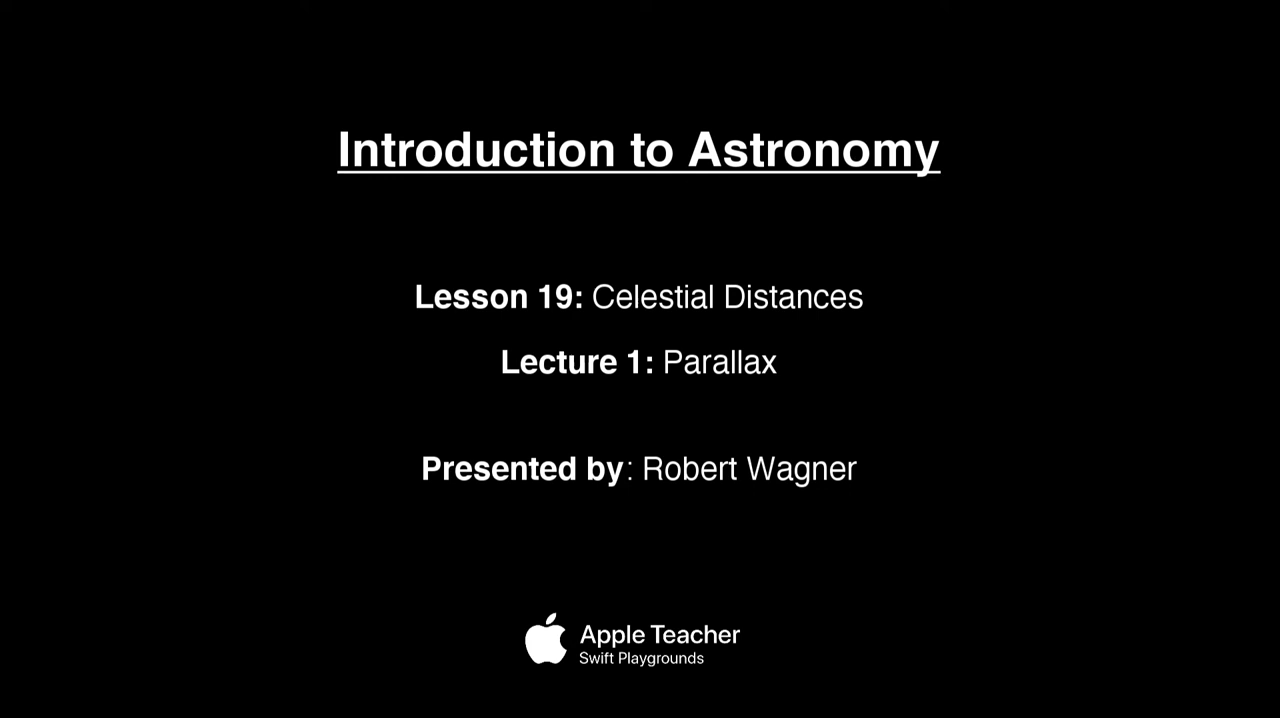 Introduction to Astronomy
Lesson 19: Celestial Distances
Lecture 1: Parallax
Presented by: Robert Wagner
Apple Teacher
Swift Playgrounds